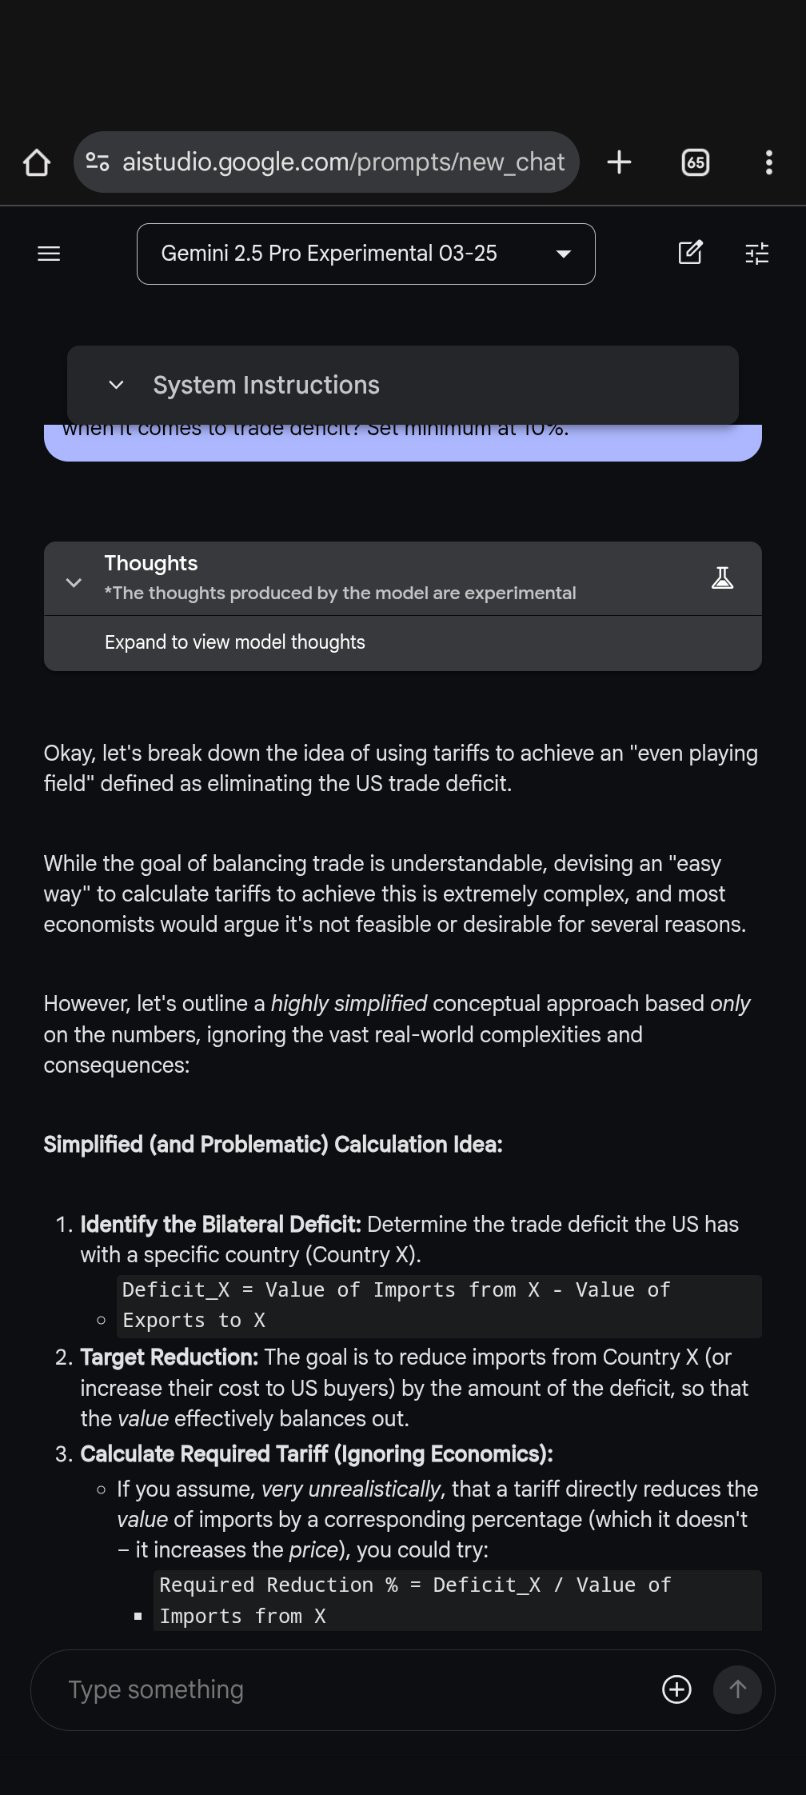 aistudio.google.com/prompts/new_chat
65
Gemini 2.5 Pro Experimental 03-25
System Instructions
when it comes to trade deficit? Set minimum at 10%.
Thoughts
*The thoughts produced by the model are experimental
Expand to view model thoughts
Okay, let's break down the idea of using tariffs to achieve an "even playing
field" defined as eliminating the US trade deficit.
While the goal of balancing trade is understandable, devising an "easy
way" to calculate tariffs to achieve this is extremely complex, and most
economists would argue it's not feasible or desirable for several reasons.
However, let's outline a highly simplified conceptual approach based only
on the numbers, ignoring the vast real-world complexities and
consequences:
Simplified (and Problematic) Calculation Idea:
1. Identify the Bilateral Deficit: Determine the trade deficit the US has
with a specific country (Country X).
Deficit_X = Value of Imports from X - Value of
Exports to X
2. Target Reduction: The goal is to reduce imports from Country X (or
increase their cost to US buyers) by the amount of the deficit, so that
the value effectively balances out.
3. Calculate Required Tariff (Ignoring Economics):
If you assume, very unrealistically, that a tariff directly reduces the
value of imports by a corresponding percentage (which it doesn't
– it increases the price), you could try:
Required Reduction % = Deficit_X / Value of
Imports from X
Type something